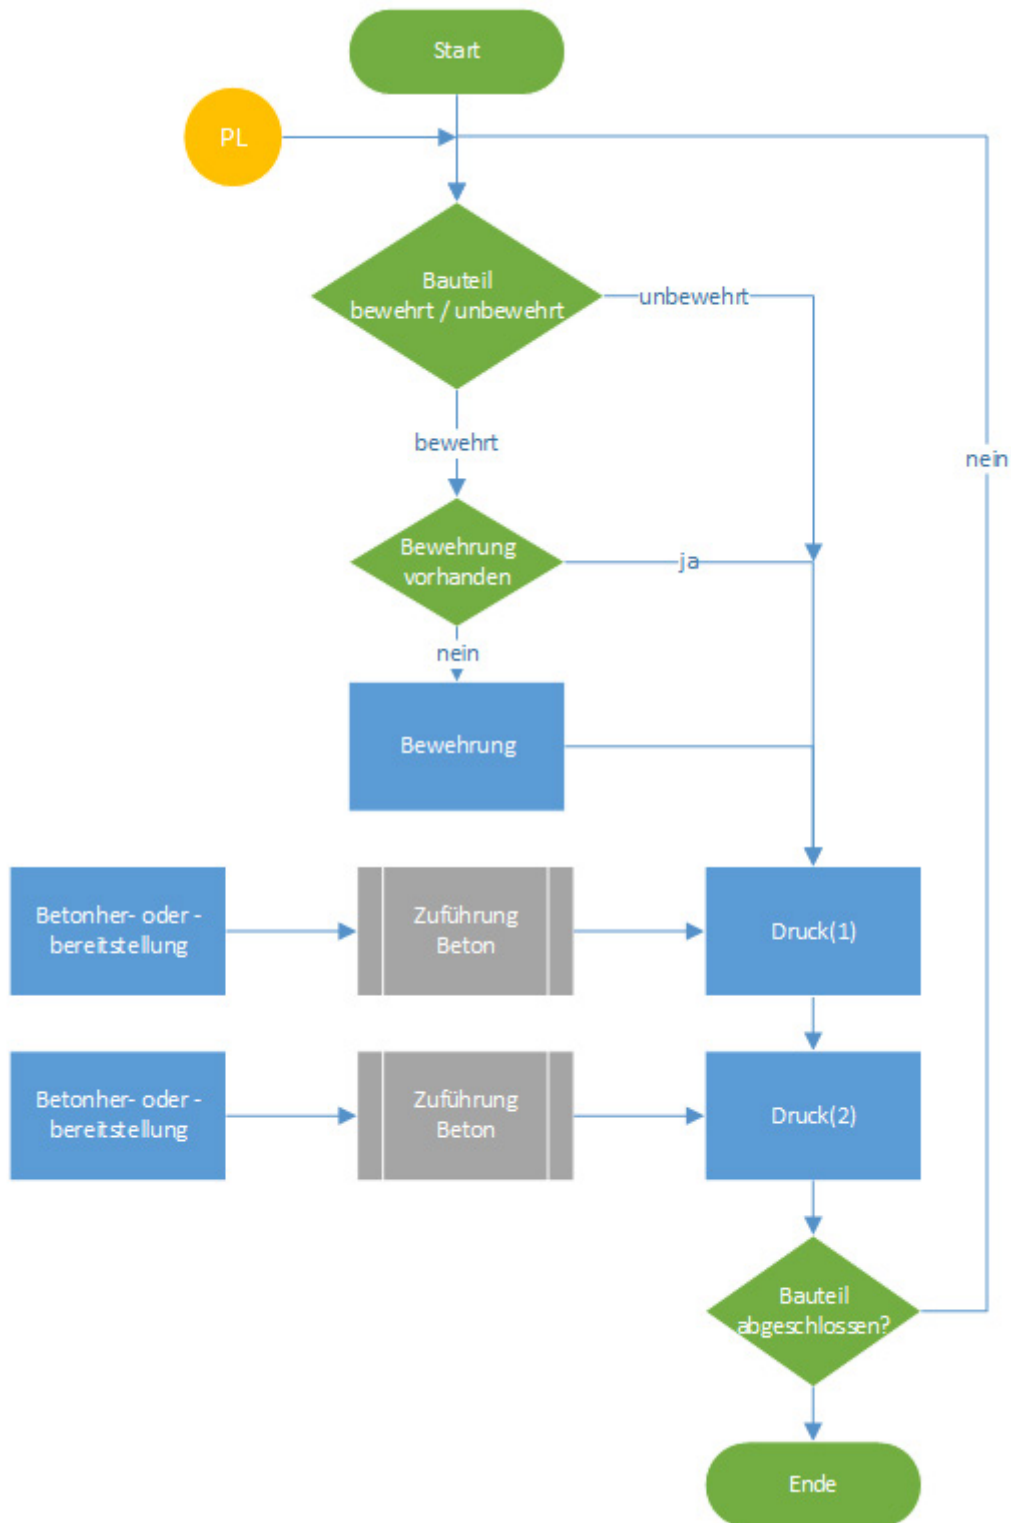 Start
PL
Bauteil
bewehrt / unbewehrt
unbewehrt
bewehrt
nein
Bewehrung
vorhanden
ja
nein
Bewehrung
Betonher- oder -
bereitstellung
Zuführung
Beton
Druck(1)
Betonher- oder -
bereitstellung
Zuführung
Beton
Druck(2)
Bauteil
abgeschlossen?
Ende